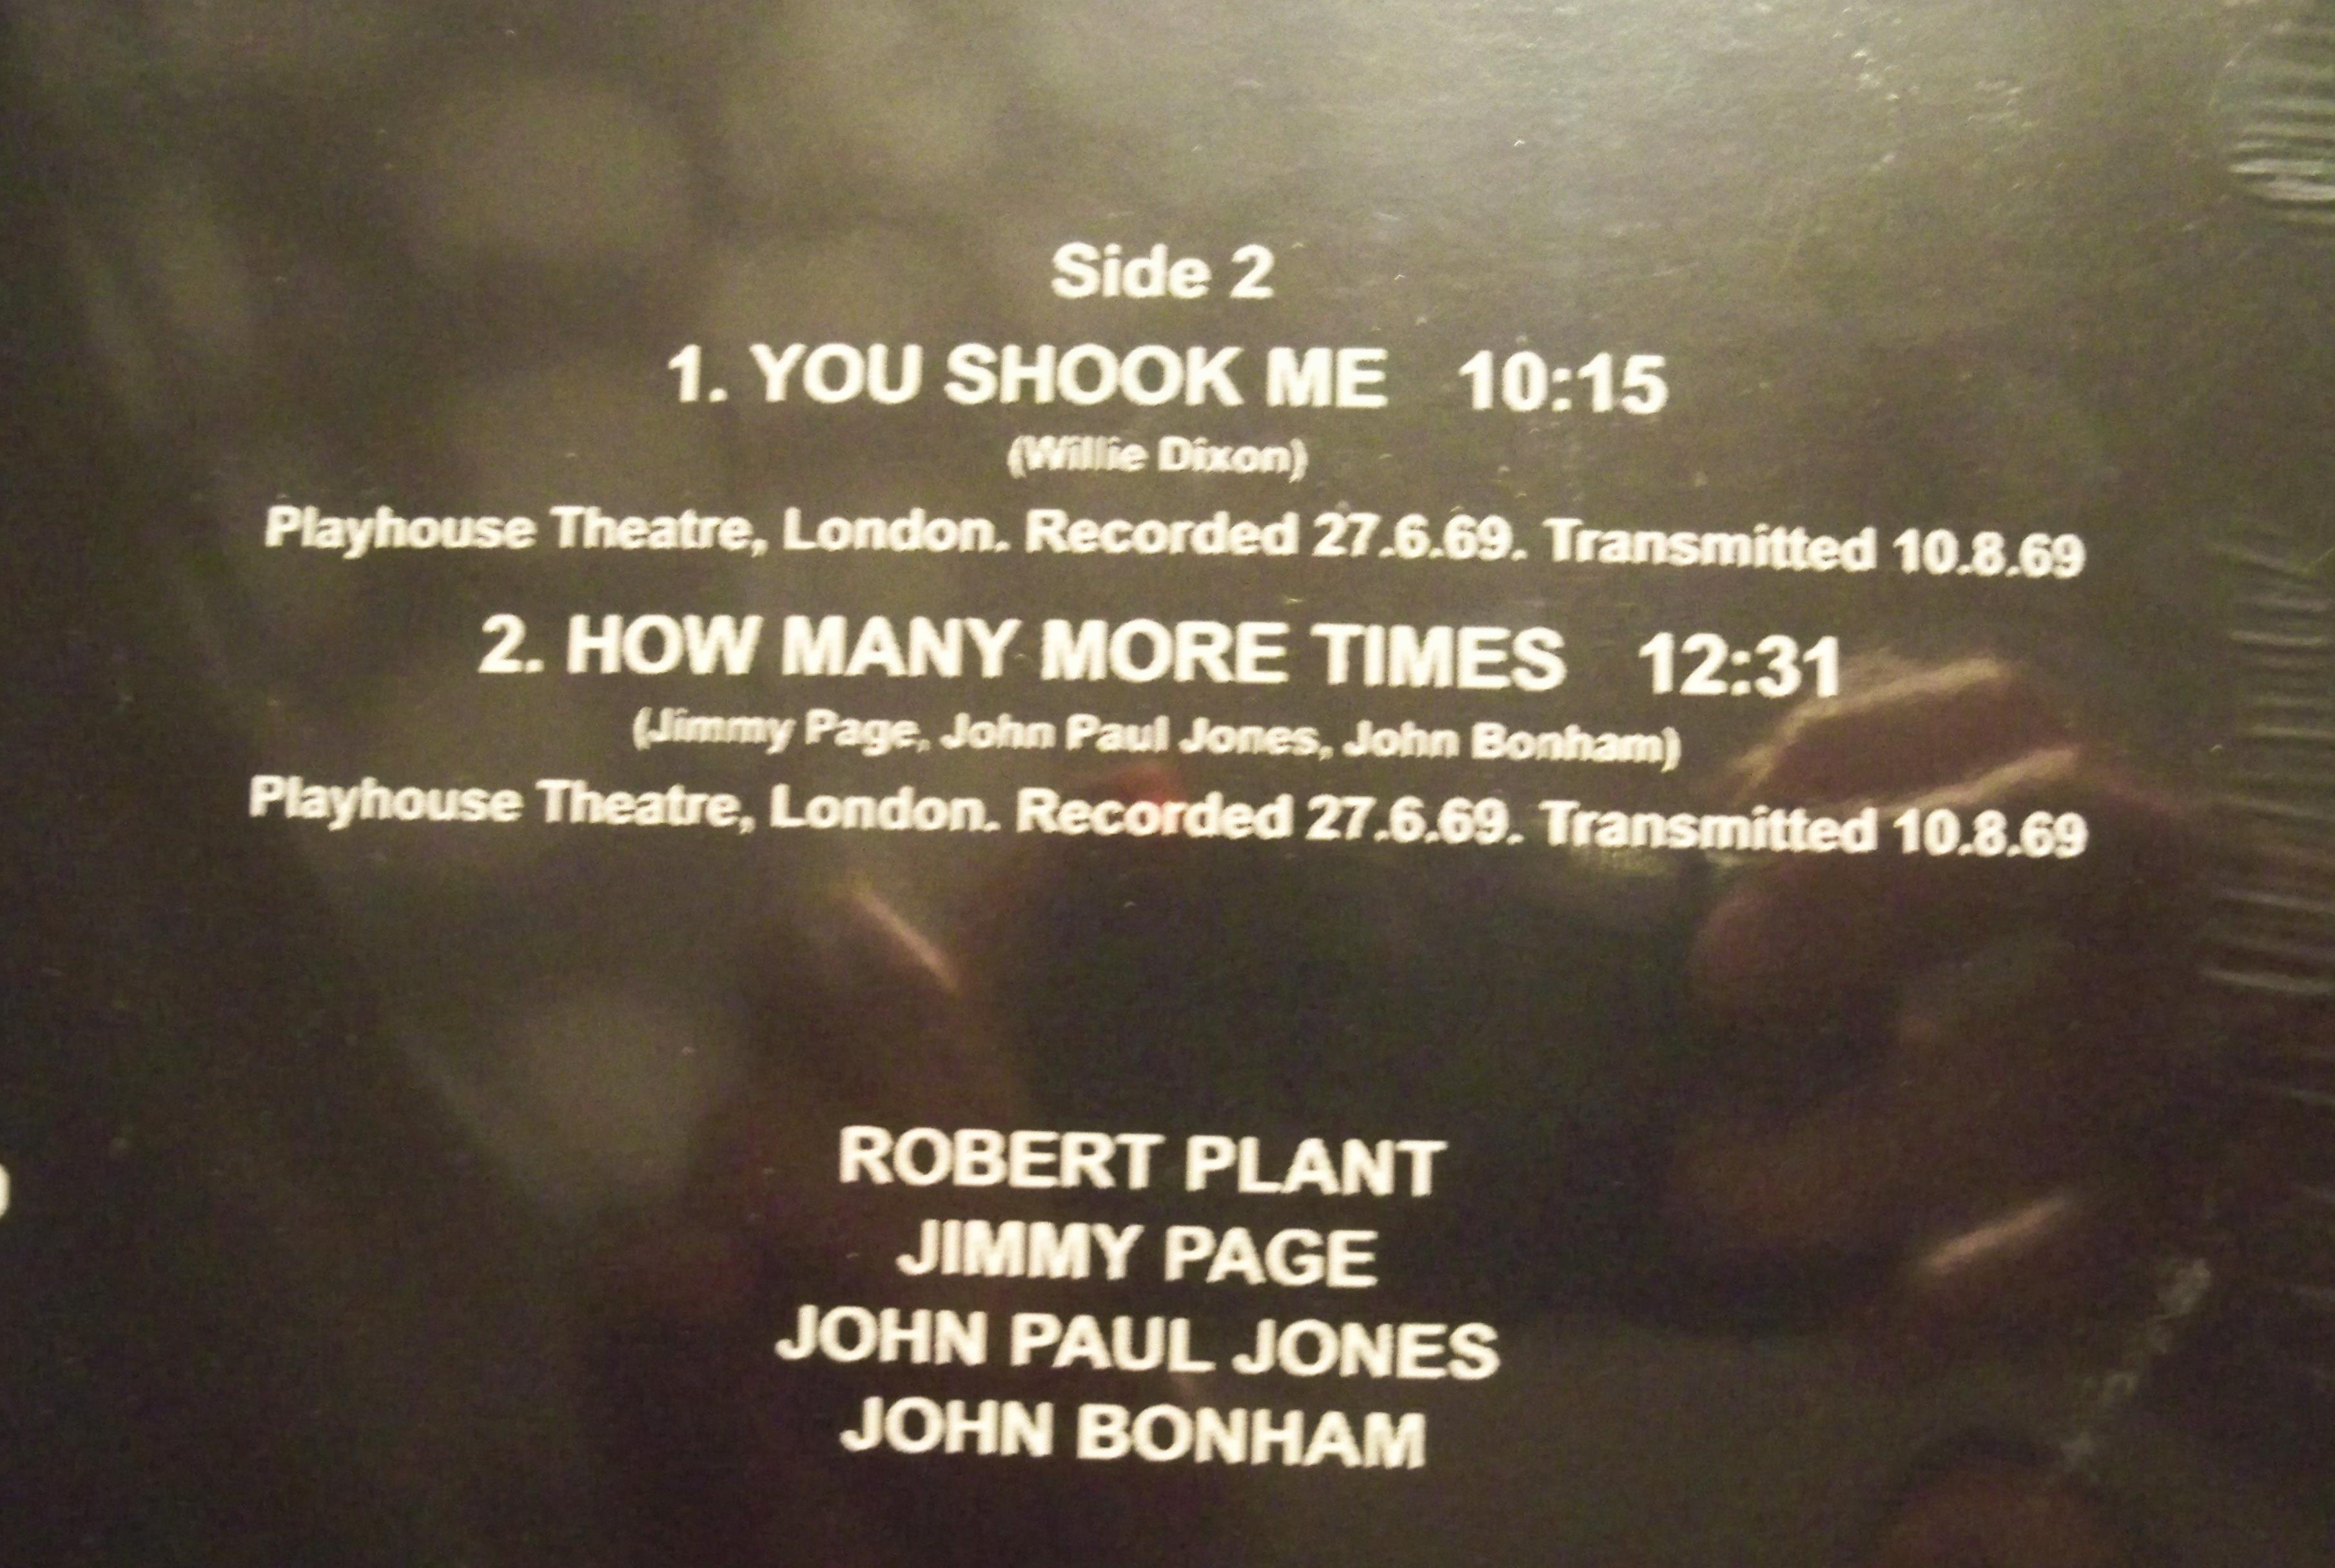 Side 2
1. YOU SHOOK ME 10:15
(Willie Dixon)
Playhouse Theatre, London. Recorded 27.6.69. Transmitted 10.8.69
2. HOW MANY MORE TIMES 12:31
(Jimmy Page, John Paul Jones, John Bonham)
Playhouse Theatre, London. Recorded 27.6.69. Transmitted 10.8.69
ROBERT PLANT
JIMMY PAGE
JOHN PAUL JONES
JOHN BONHAM